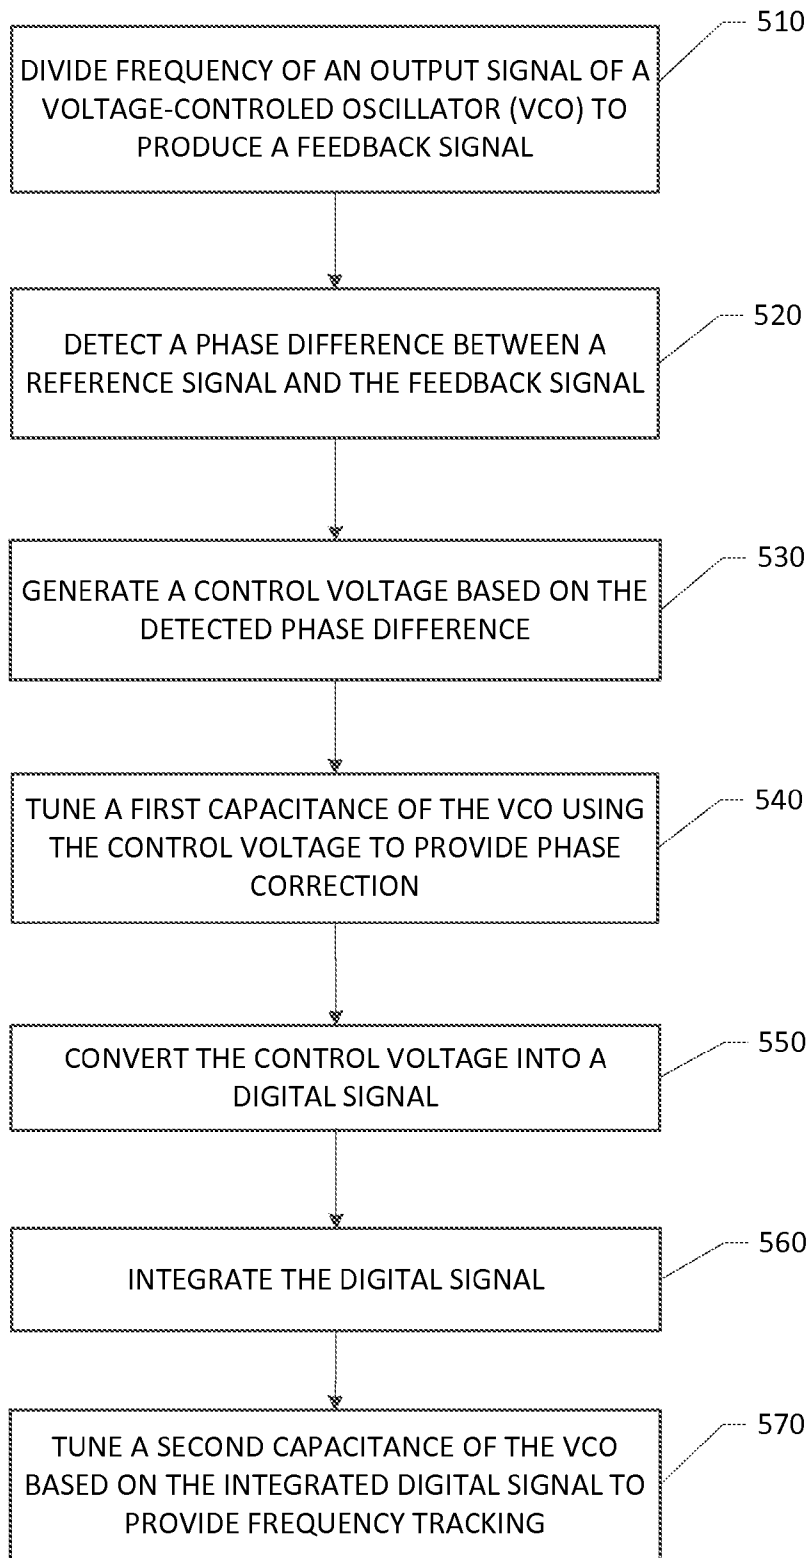 510
DIVIDE FREQUENCY OF AN OUTPUT SIGNAL OF A
VOLTAGE-CONTROLED OSCILLATOR (VCO) TO
PRODUCE A FEEDBACK SIGNAL
520
DETECT A PHASE DIFFERENCE BETWEEN A
REFERENCE SIGNAL AND THE FEEDBACK SIGNAL
530
GENERATE A CONTROL VOLTAGE BASED ON THE
DETECTED PHASE DIFFERENCE
540
TUNE A FIRST CAPACITANCE OF THE VCO USING
THE CONTROL VOLTAGE TO PROVIDE PHASE
CORRECTION
550
CONVERT THE CONTROL VOLTAGE INTO A
DIGITAL SIGNAL
560
INTEGRATE THE DIGITAL SIGNAL
570
TUNE A SECOND CAPACITANCE OF THE VCO
BASED ON THE INTEGRATED DIGITAL SIGNAL TO
PROVIDE FREQUENCY TRACKING